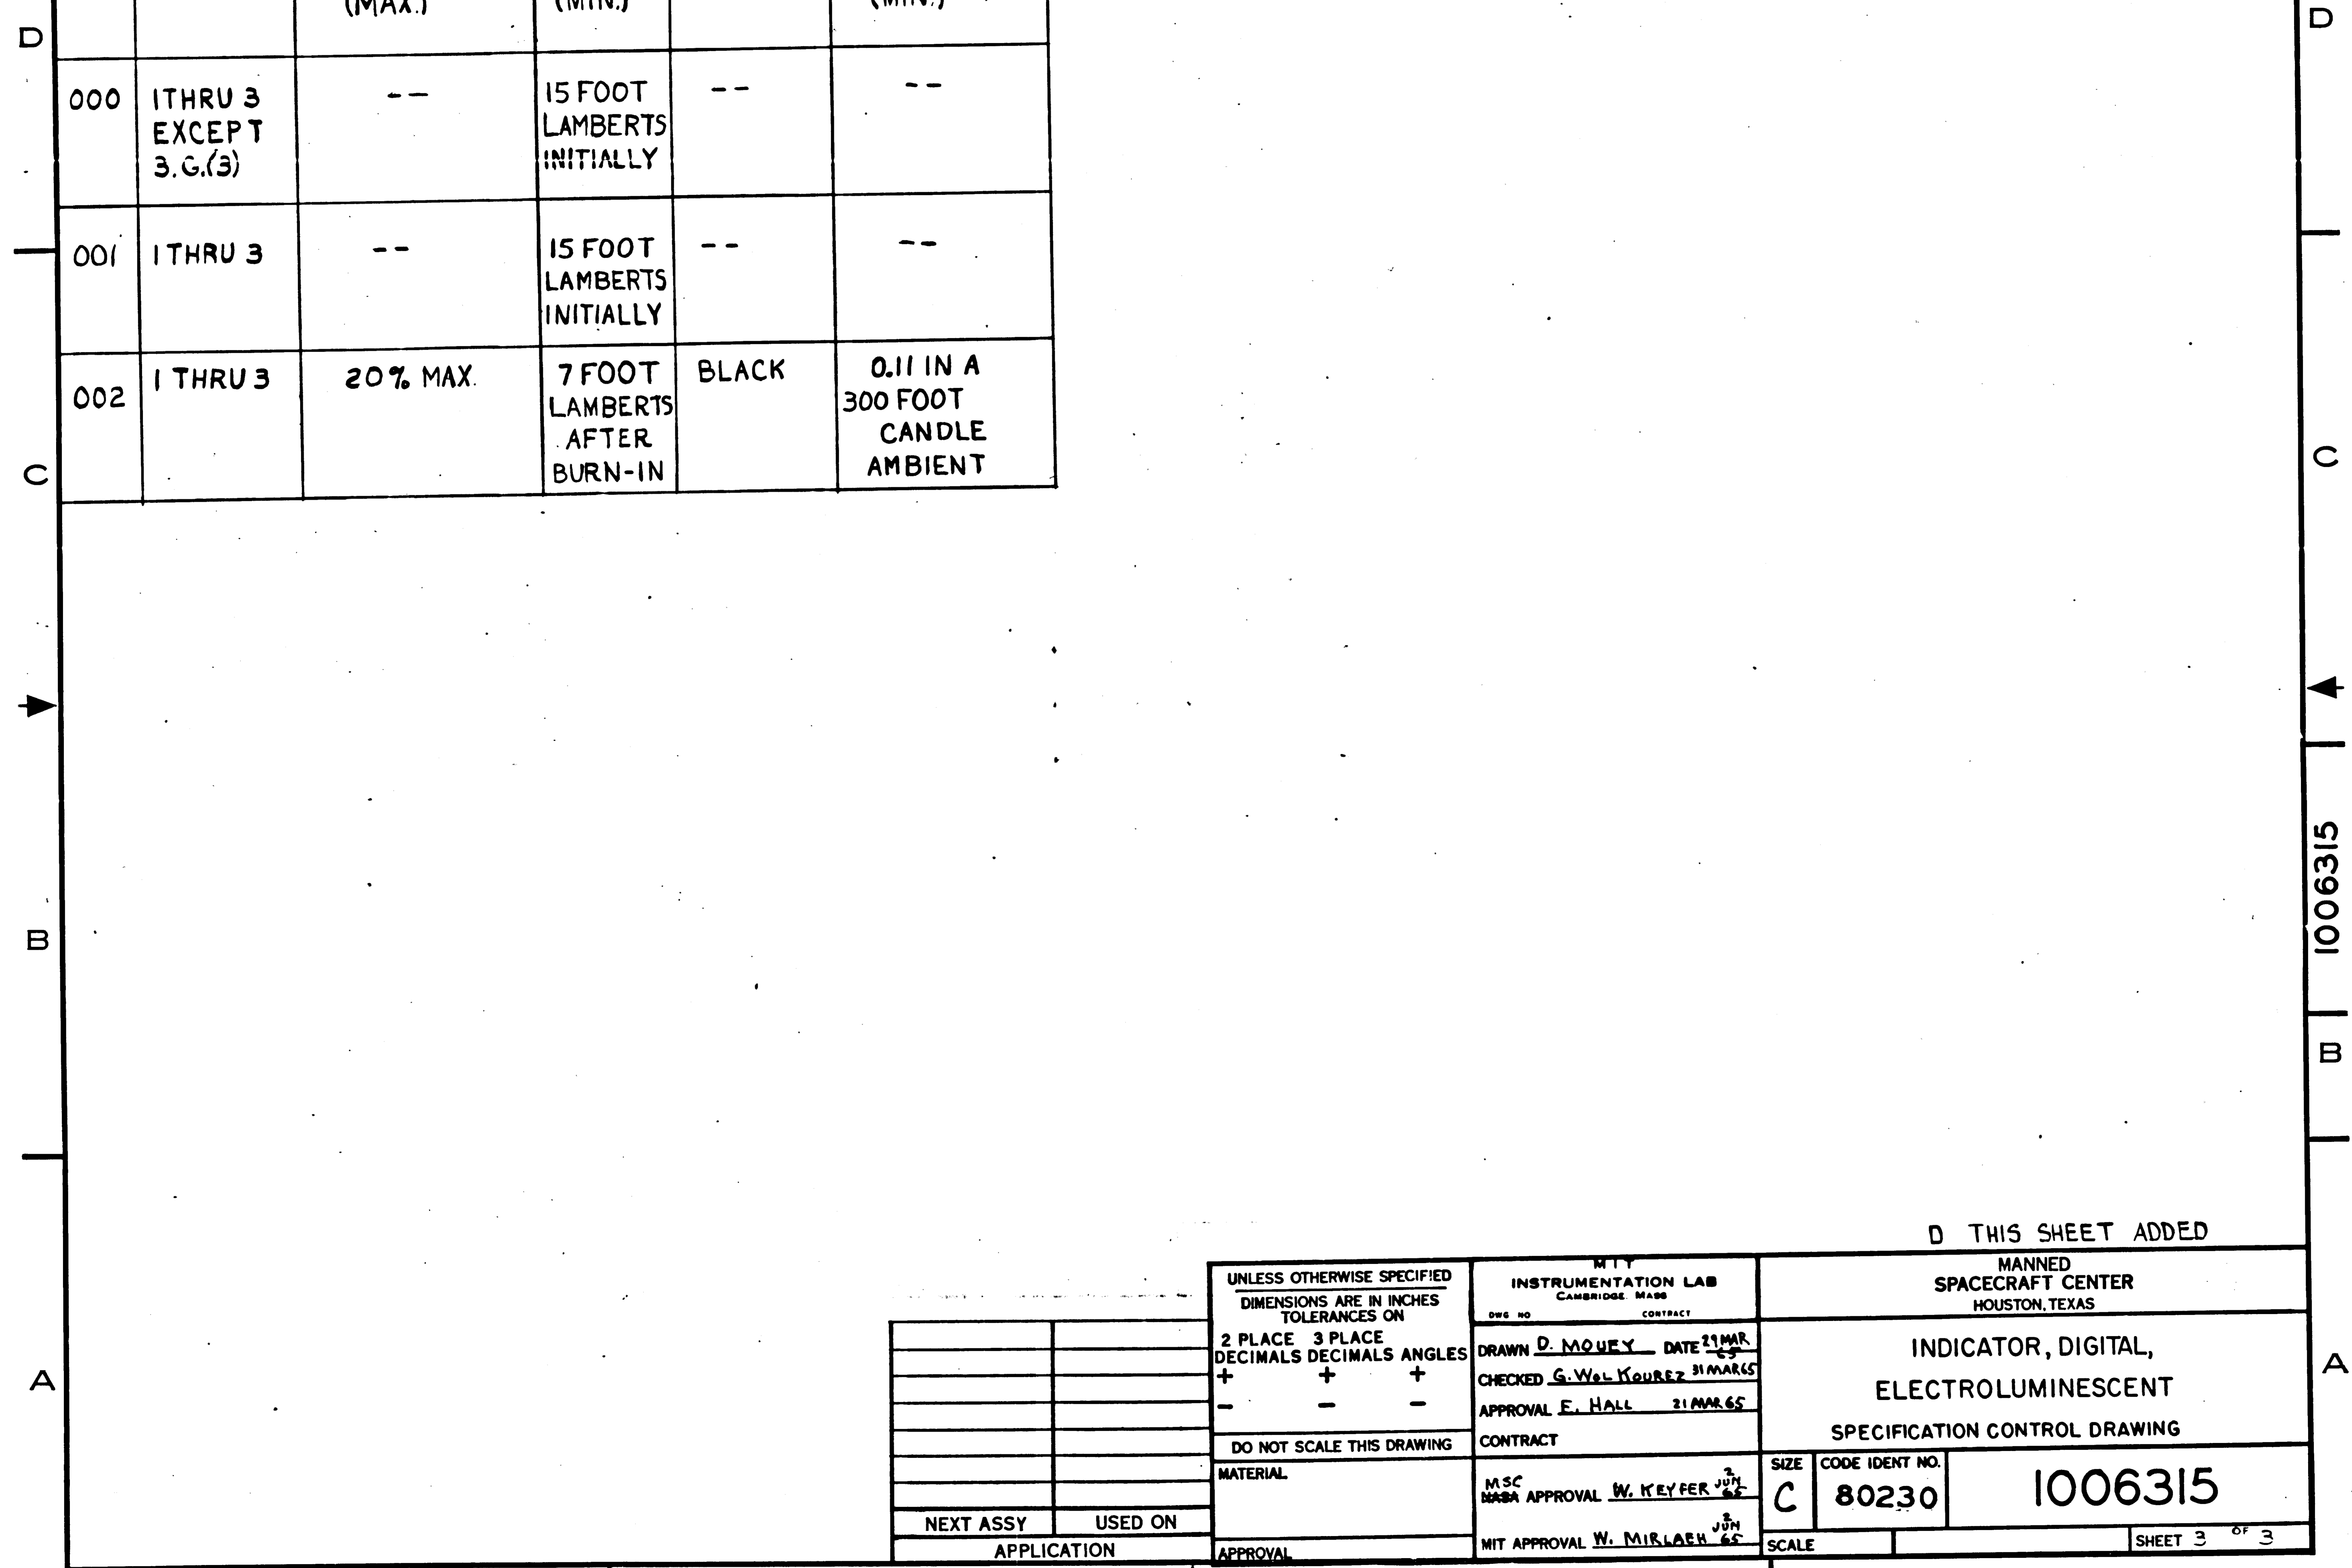 (MAX.) (MIN.) (MIN.)
D D
000 1 THRU 3 -- 15 FOOT -- --
EXCEPT LAMBERTS
3.G.(3) INITIALLY
001 1 THRU 3 -- 15 FOOT -- --
LAMBERTS
INITIALLY
002 1 THRU 3 20% MAX. 7 FOOT BLACK 0.11 IN A
LAMBERTS 300 FOOT
AFTER CANDLE
BURN-IN AMBIENT
C C
1006315
B B
D THIS SHEET ADDED
A A
NEXT ASSY USED ON
APPLICATION
UNLESS OTHERWISE SPECIFIED
DIMENSIONS ARE IN INCHES
TOLERANCES ON
2 PLACE 3 PLACE
DECIMALS DECIMALS ANGLES
+ + +
- - -
DO NOT SCALE THIS DRAWING
MATERIAL
APPROVAL
MIT
INSTRUMENTATION LAB
CAMBRIDGE. MASS
DWG NO CONTRACT
DRAWN D. MOUEY DATE 29 MAR 65
CHECKED G. WOLKOUREZ 31 MAR 65
APPROVAL E. HALL 21 MAR 65
CONTRACT
MSC
NASA APPROVAL W. KEYFER 2 JUN 65
MIT APPROVAL W. MIRLAEH 2 JUN 65
MANNED
SPACECRAFT CENTER
HOUSTON, TEXAS
INDICATOR, DIGITAL,
ELECTROLUMINESCENT
SPECIFICATION CONTROL DRAWING
SIZE CODE IDENT NO.
C 80230 1006315
SCALE SHEET 3 OF 3